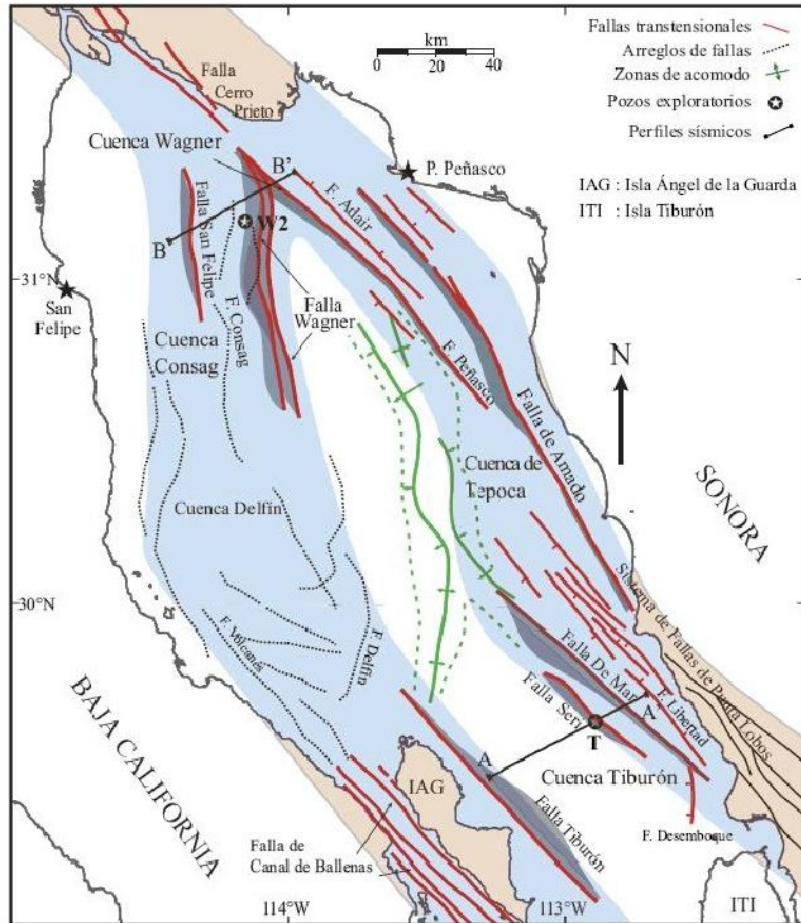 km
0 20 40
Fallas transtensionales
Arreglos de fallas
Zonas de acomodo
Pozos exploratorios
Perfiles sísmicos
IAG : Isla Ángel de la Guarda
ITI : Isla Tiburón
Falla
Cerro
Prieto
Cuenca Wagner
P. Peñasco
B'
B
F. Adair
Falla San Felipe
W2
31°N
San
Felipe
F. Consag
Falla
Wagner
Cuenca
Consag
F. Peñasco
N
Falla de Amado
Cuenca de
Tepoca
SONORA
Cuenca Delfín
30°N
Sistema de Fallas de Punta Lobos
F. Volcanes
F. Delfín
Falla De Mar
F. Libertad
Falla Seri
A'
T
A
BAJA CALIFORNIA
IAG
Cuenca Tiburón
Falla Tiburón
F. Desemboque
Falla de
Canal de Ballenas
114°W
113°W
ITI